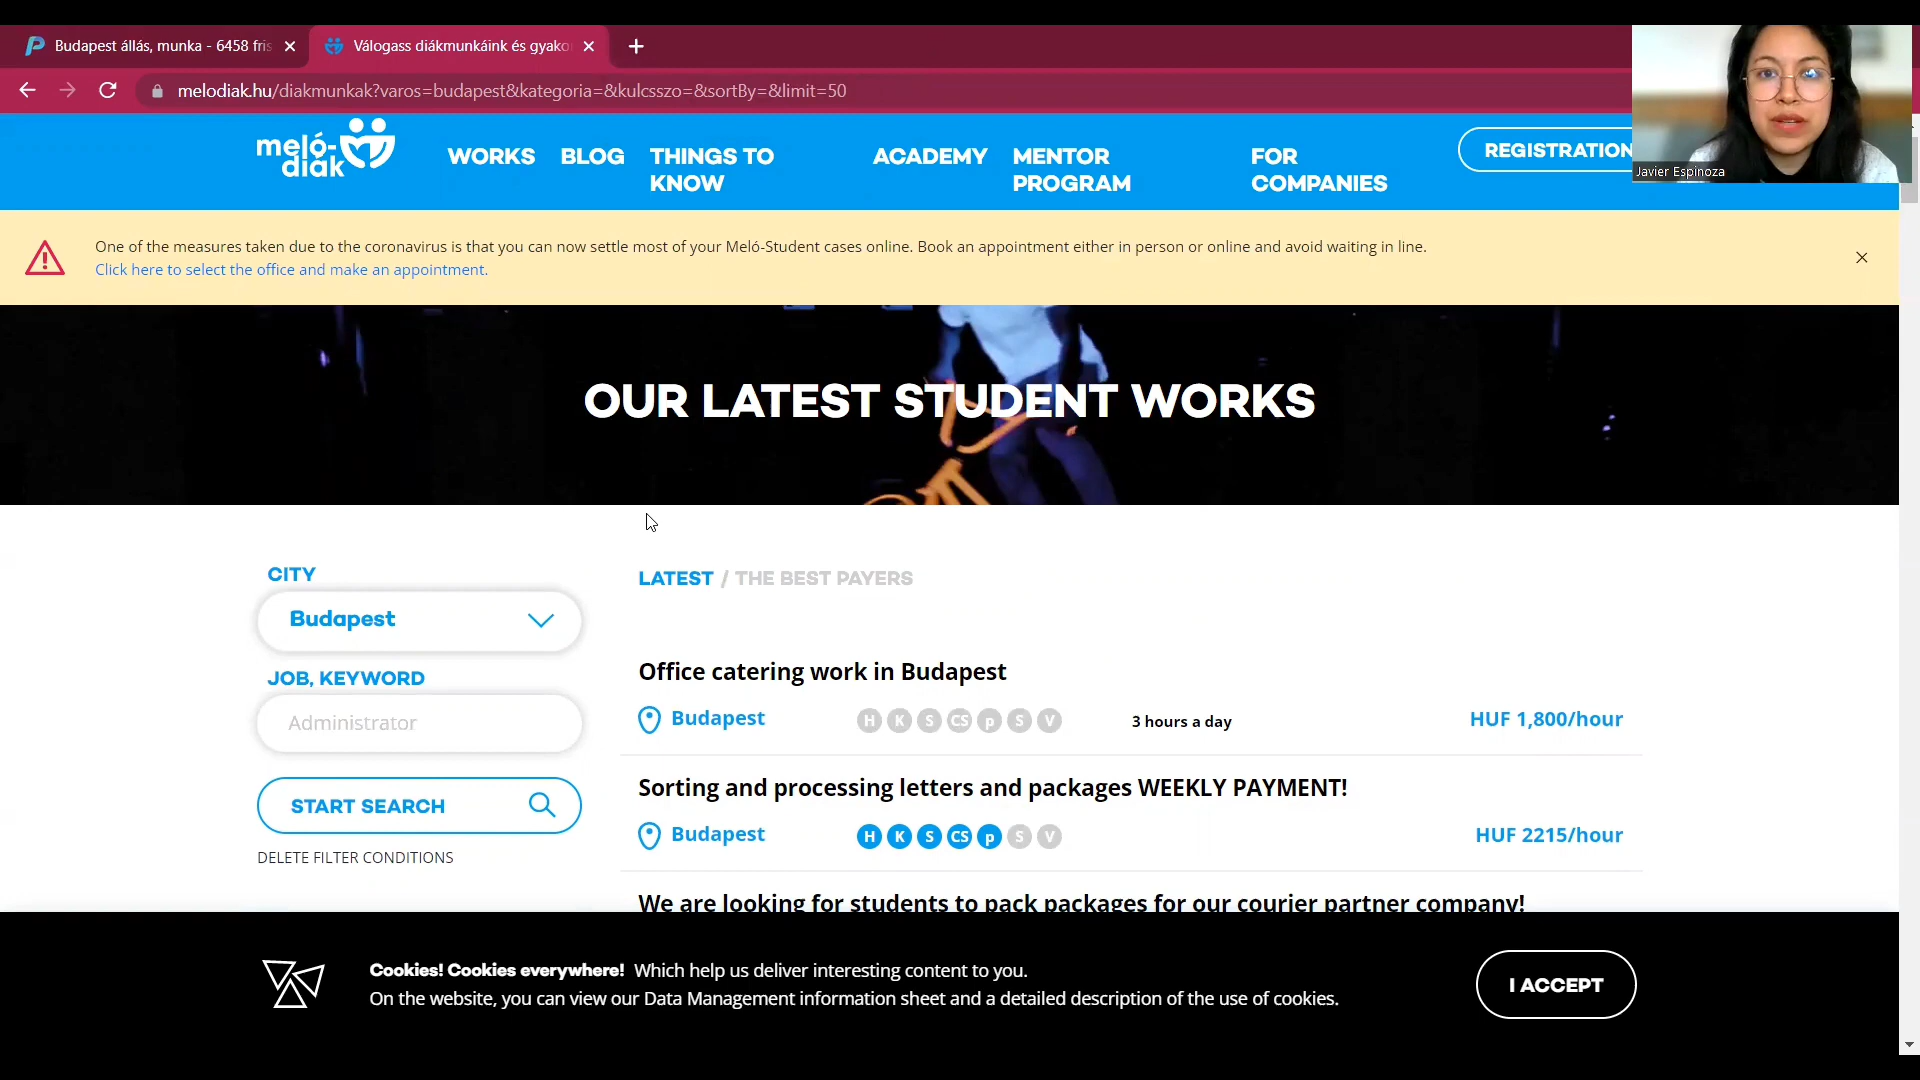 Budapest állás, munka - 6458 fris
Válogass diákmunkáink és gyako
melodiak.hu/diakmunkak?varos=budapest&kategoria=&kulcsszo=&sortBy=&limit=50
Javier Espinoza
meló-
diák
WORKS
BLOG
THINGS TO
KNOW
ACADEMY
MENTOR
PROGRAM
FOR
COMPANIES
REGISTRATION
One of the measures taken due to the coronavirus is that you can now settle most of your Meló-Student cases online. Book an appointment either in person or online and avoid waiting in line.
Click here to select the office and make an appointment.
OUR LATEST STUDENT WORKS
CITY
Budapest
JOB, KEYWORD
Administrator
START SEARCH
DELETE FILTER CONDITIONS
LATEST / THE BEST PAYERS
Office catering work in Budapest
Budapest H K S CS p S V 3 hours a day HUF 1,800/hour
Sorting and processing letters and packages WEEKLY PAYMENT!
Budapest H K S CS p S V HUF 2215/hour
We are looking for students to pack packages for our courier partner company!
Cookies! Cookies everywhere! Which help us deliver interesting content to you.
On the website, you can view our Data Management information sheet and a detailed description of the use of cookies.
I ACCEPT